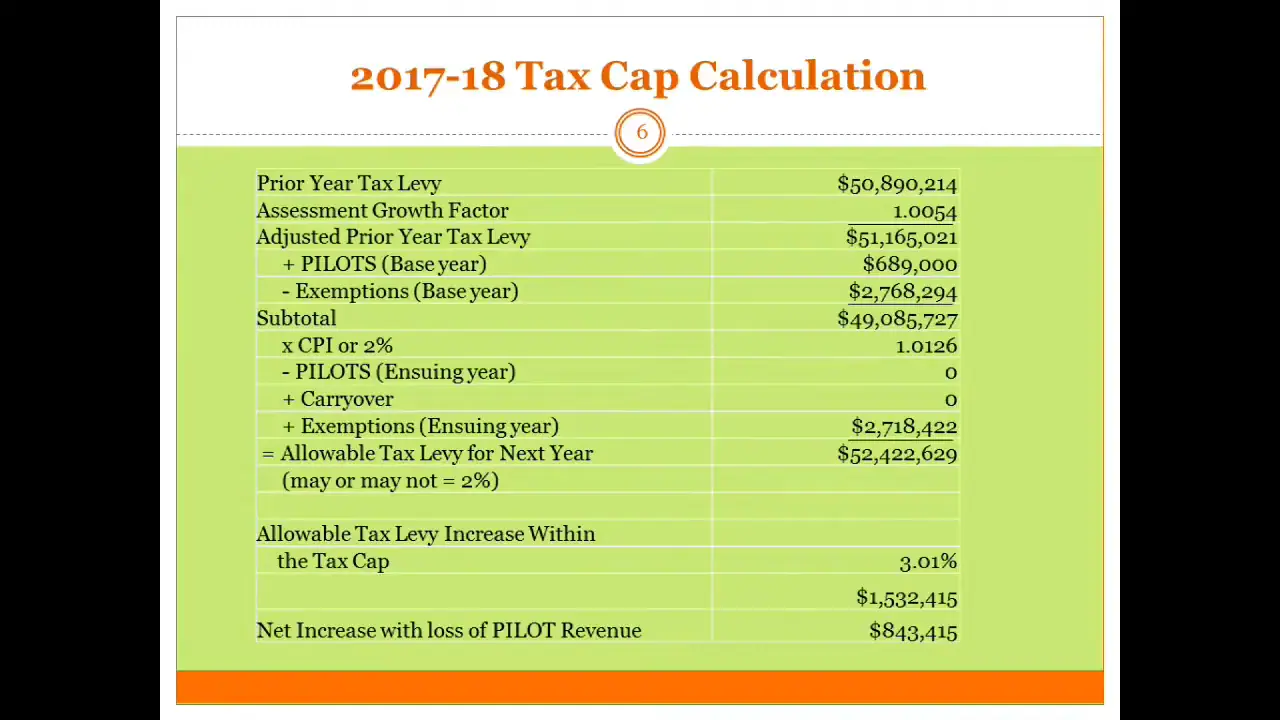 2017-18 Tax Cap Calculation
6
Prior Year Tax Levy $50,890,214
Assessment Growth Factor 1.0054
Adjusted Prior Year Tax Levy $51,165,021
+ PILOTS (Base year) $689,000
- Exemptions (Base year) $2,768,294
Subtotal $49,085,727
x CPI or 2% 1.0126
- PILOTS (Ensuing year) 0
+ Carryover 0
+ Exemptions (Ensuing year) $2,718,422
= Allowable Tax Levy for Next Year $52,422,629
(may or may not = 2%)
Allowable Tax Levy Increase Within
the Tax Cap 3.01%
$1,532,415
Net Increase with loss of PILOT Revenue $843,415